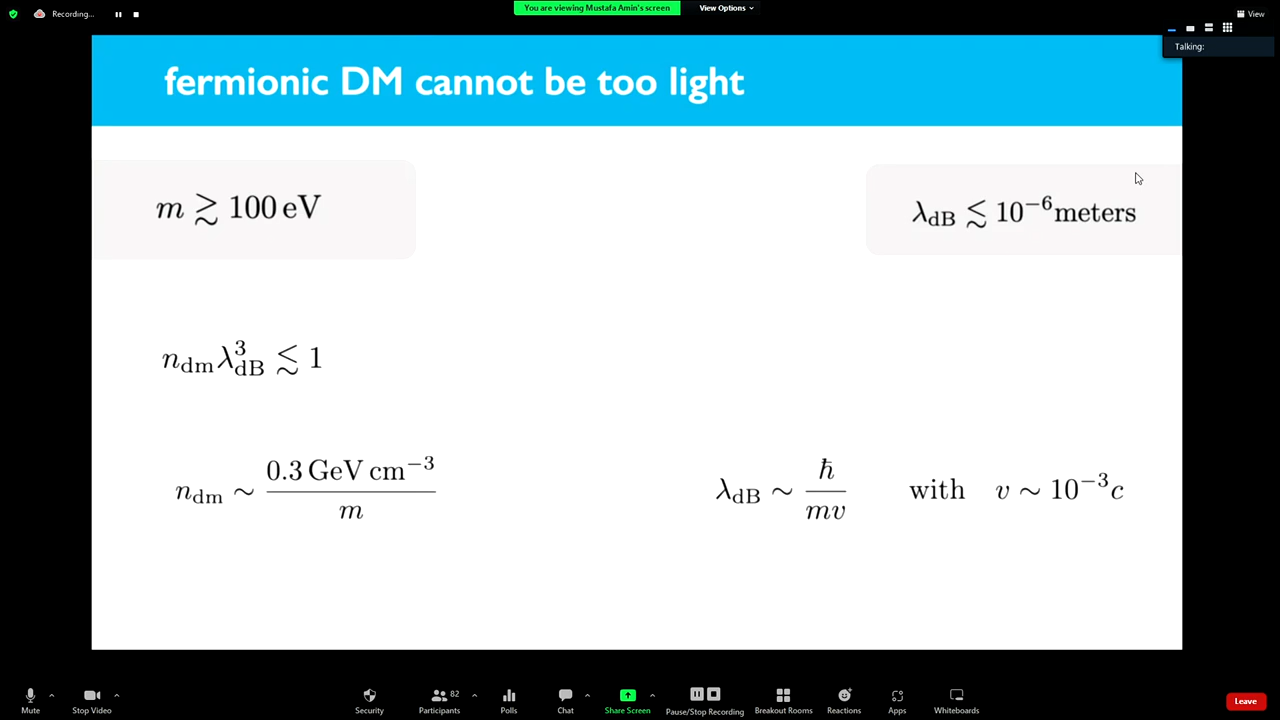 Recording...
You are viewing Mustafa Amin's screen
View Options
View
Talking:
fermionic DM cannot be too light
m ≳ 100 eV
λ_dB ≲ 10^−6 meters
n_dm λ_dB^3 ≲ 1
n_dm ∼ 0.3 GeV cm^−3 / m
λ_dB ∼ ħ / mv with v ∼ 10^−3 c
Mute
Stop Video
Security
Participants 82
Polls
Chat
Share Screen
Pause/Stop Recording
Breakout Rooms
Reactions
Apps
Whiteboards
Leave